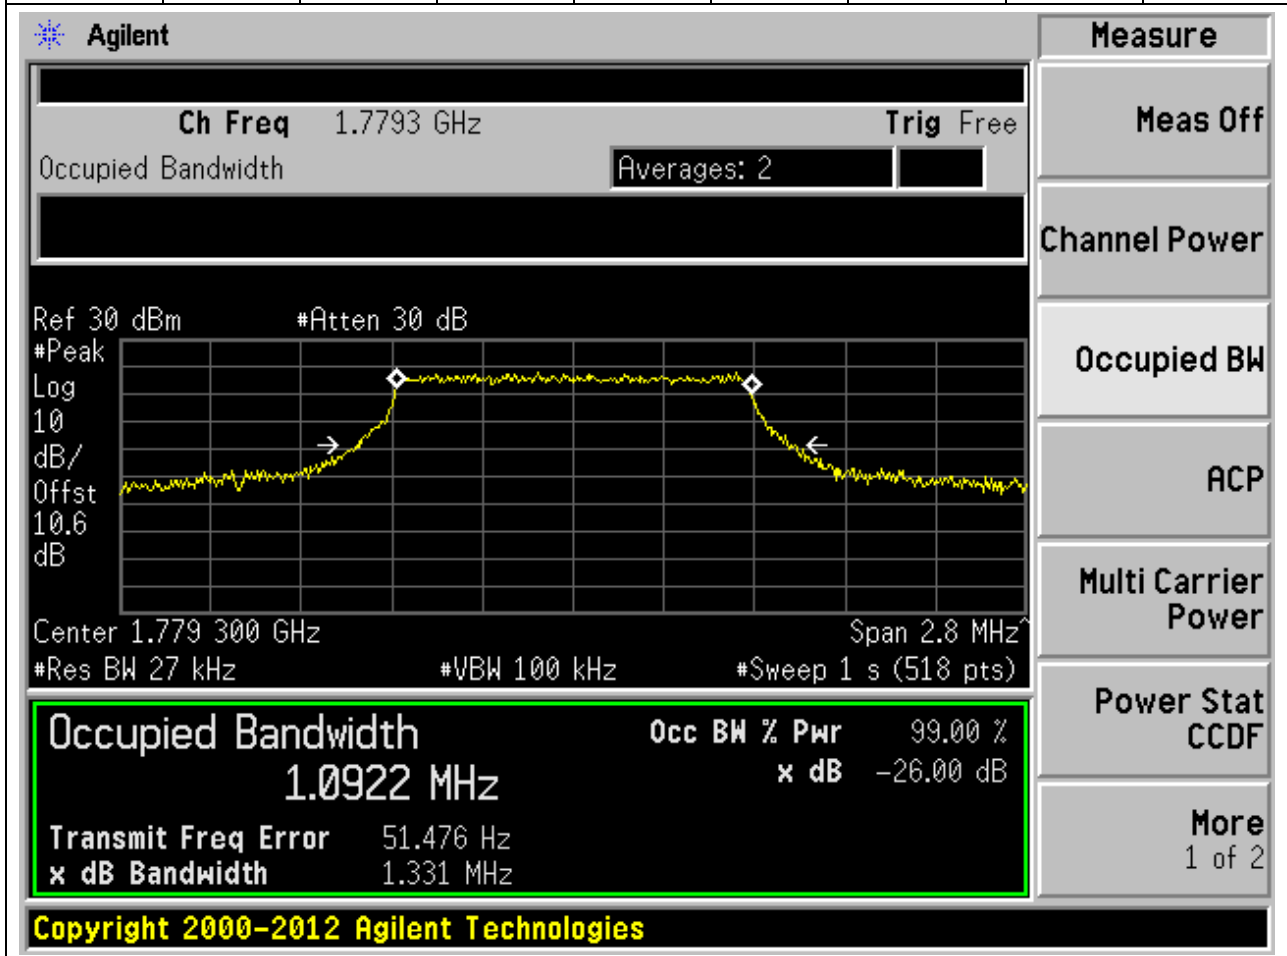 Agilent
Measure
Ch Freq 1.7793 GHz Trig Free
Occupied Bandwidth Averages: 2
Meas Off
Channel Power
Occupied BW
ACP
Multi Carrier
Power
Power Stat
CCDF
More
1 of 2
Ref 30 dBm #Atten 30 dB
#Peak
Log
10
dB/
Offst
10.6
dB
Center 1.779 300 GHz Span 2.8 MHz^
#Res BW 27 kHz #VBW 100 kHz #Sweep 1 s (518 pts)
Occupied Bandwidth Occ BW % Pwr 99.00 %
1.0922 MHz x dB -26.00 dB
Transmit Freq Error 51.476 Hz
x dB Bandwidth 1.331 MHz
Copyright 2000-2012 Agilent Technologies